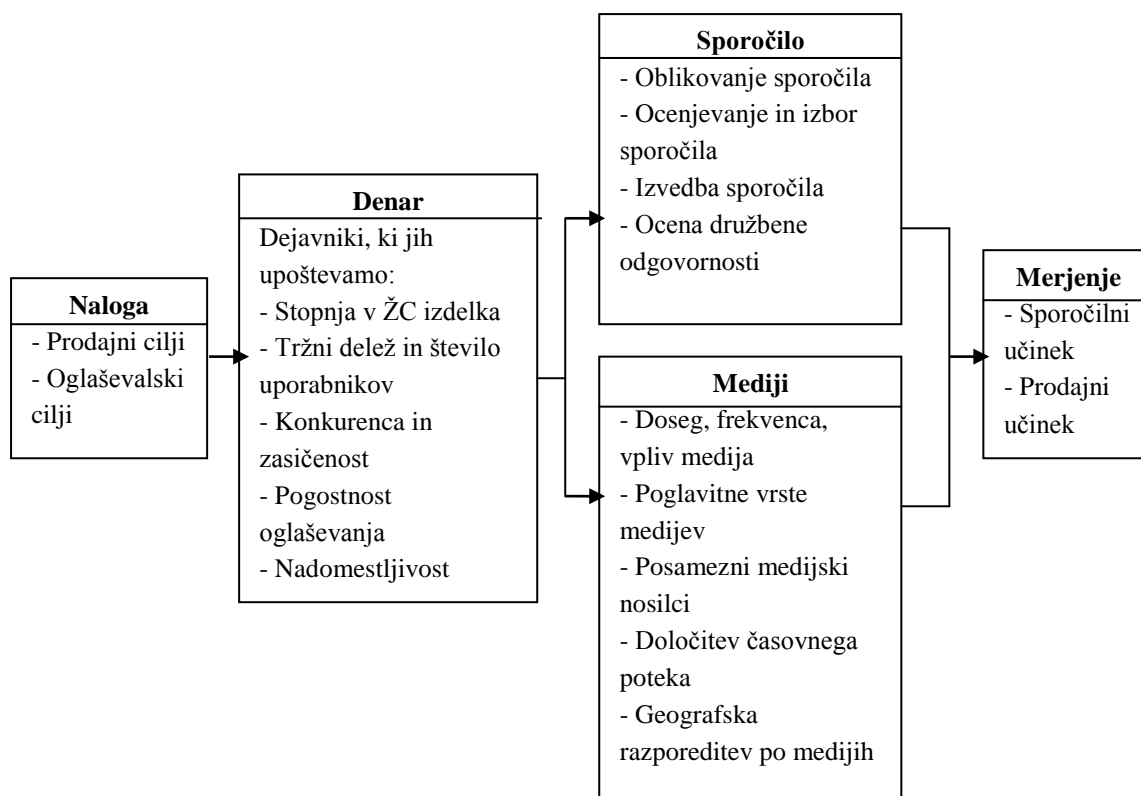 Naloga
- Prodajni cilji
- Oglaševalski
cilji
Denar
Dejavniki, ki jih
upoštevamo:
- Stopnja v ŽC izdelka
- Tržni delež in število
uporabnikov
- Konkurenca in
zasičenost
- Pogostnost
oglaševanja
- Nadomestljivost
Sporočilo
- Oblikovanje sporočila
- Ocenjevanje in izbor
sporočila
- Izvedba sporočila
- Ocena družbene
odgovornosti
Mediji
- Doseg, frekvenca,
vpliv medija
- Poglavitne vrste
medijev
- Posamezni medijski
nosilci
- Določitev časovnega
poteka
- Geografska
razporeditev po medijih
Merjenje
- Sporočilni
učinek
- Prodajni
učinek